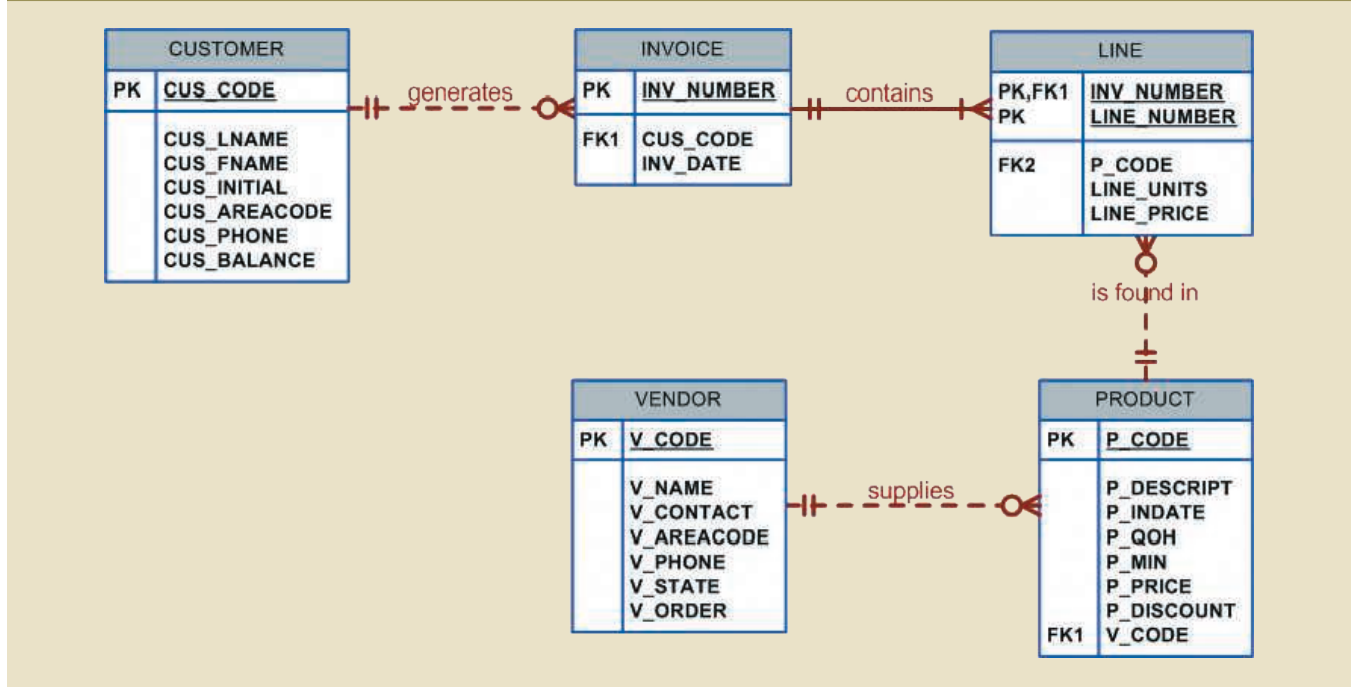 CUSTOMER
PK CUS_CODE
CUS_LNAME
CUS_FNAME
CUS_INITIAL
CUS_AREACODE
CUS_PHONE
CUS_BALANCE
generates
INVOICE
PK INV_NUMBER
FK1 CUS_CODE
INV_DATE
contains
LINE
PK,FK1 INV_NUMBER
PK LINE_NUMBER
FK2 P_CODE
LINE_UNITS
LINE_PRICE
is found in
VENDOR
PK V_CODE
V_NAME
V_CONTACT
V_AREACODE
V_PHONE
V_STATE
V_ORDER
supplies
PRODUCT
PK P_CODE
P_DESCRIPT
P_INDATE
P_QOH
P_MIN
P_PRICE
P_DISCOUNT
FK1 V_CODE